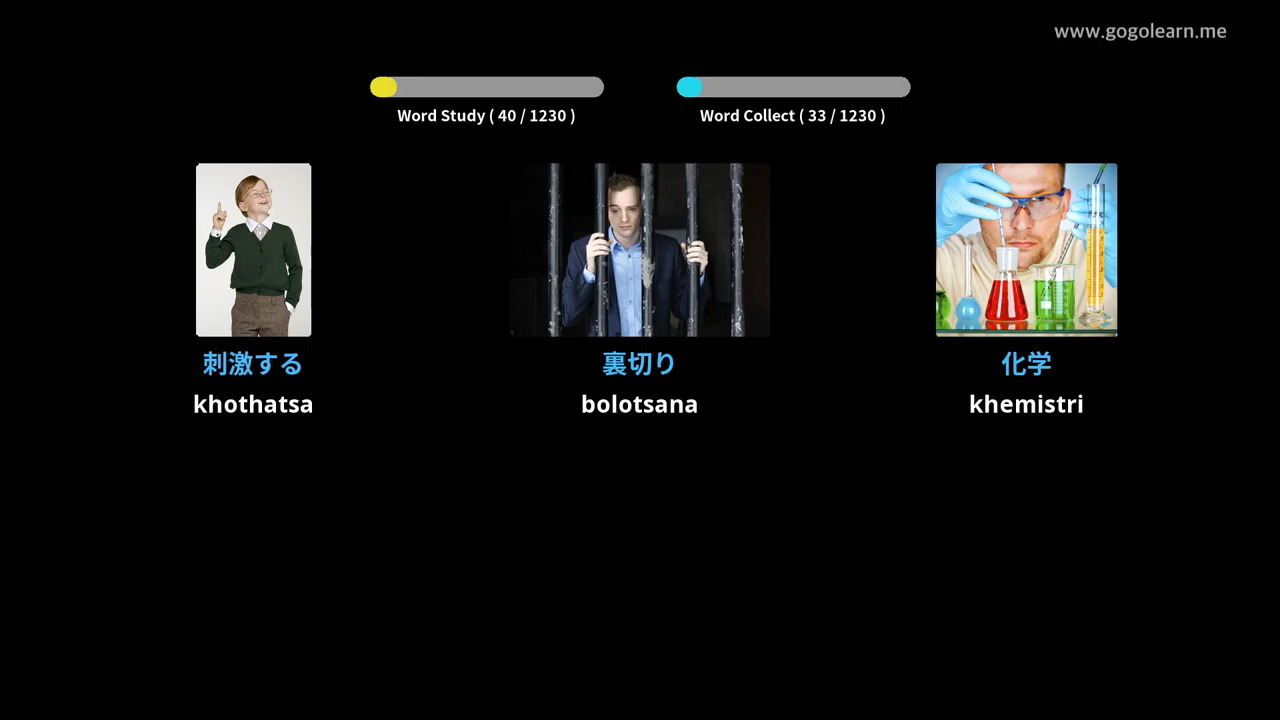 www.gogolearn.me
Word Study ( 40 / 1230 )
Word Collect ( 33 / 1230 )
刺激する
裏切り
化学
khothatsa
bolotsana
khemistri